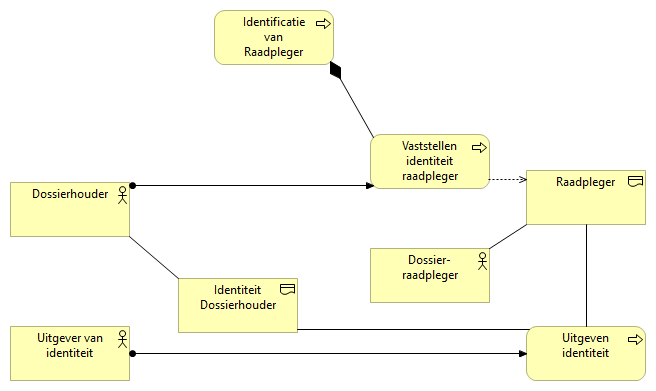 Identificatie
van
Raadpleger
Vaststellen
identiteit
raadpleger
Dossierhouder
Raadpleger
Dossier-
raadpleger
Identiteit
Dossierhouder
Uitgever van
identiteit
Uitgeven
identiteit